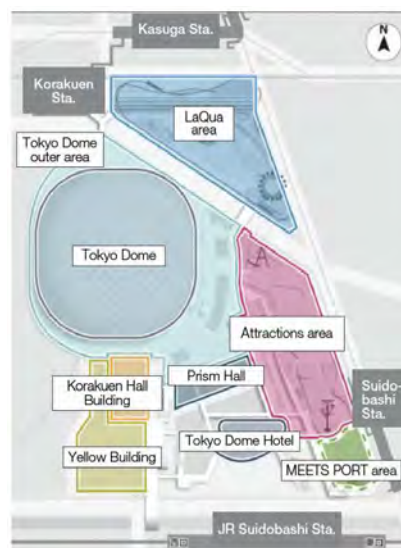 Kasuga Sta.
N
Korakuen
Sta.
LaQua
area
Tokyo Dome
outer area
Tokyo Dome
Attractions area
Prism Hall
Korakuen Hall
Building
Suido-
bashi
Sta.
Tokyo Dome Hotel
Yellow Building
MEETS PORT area
JR Suidobashi Sta.